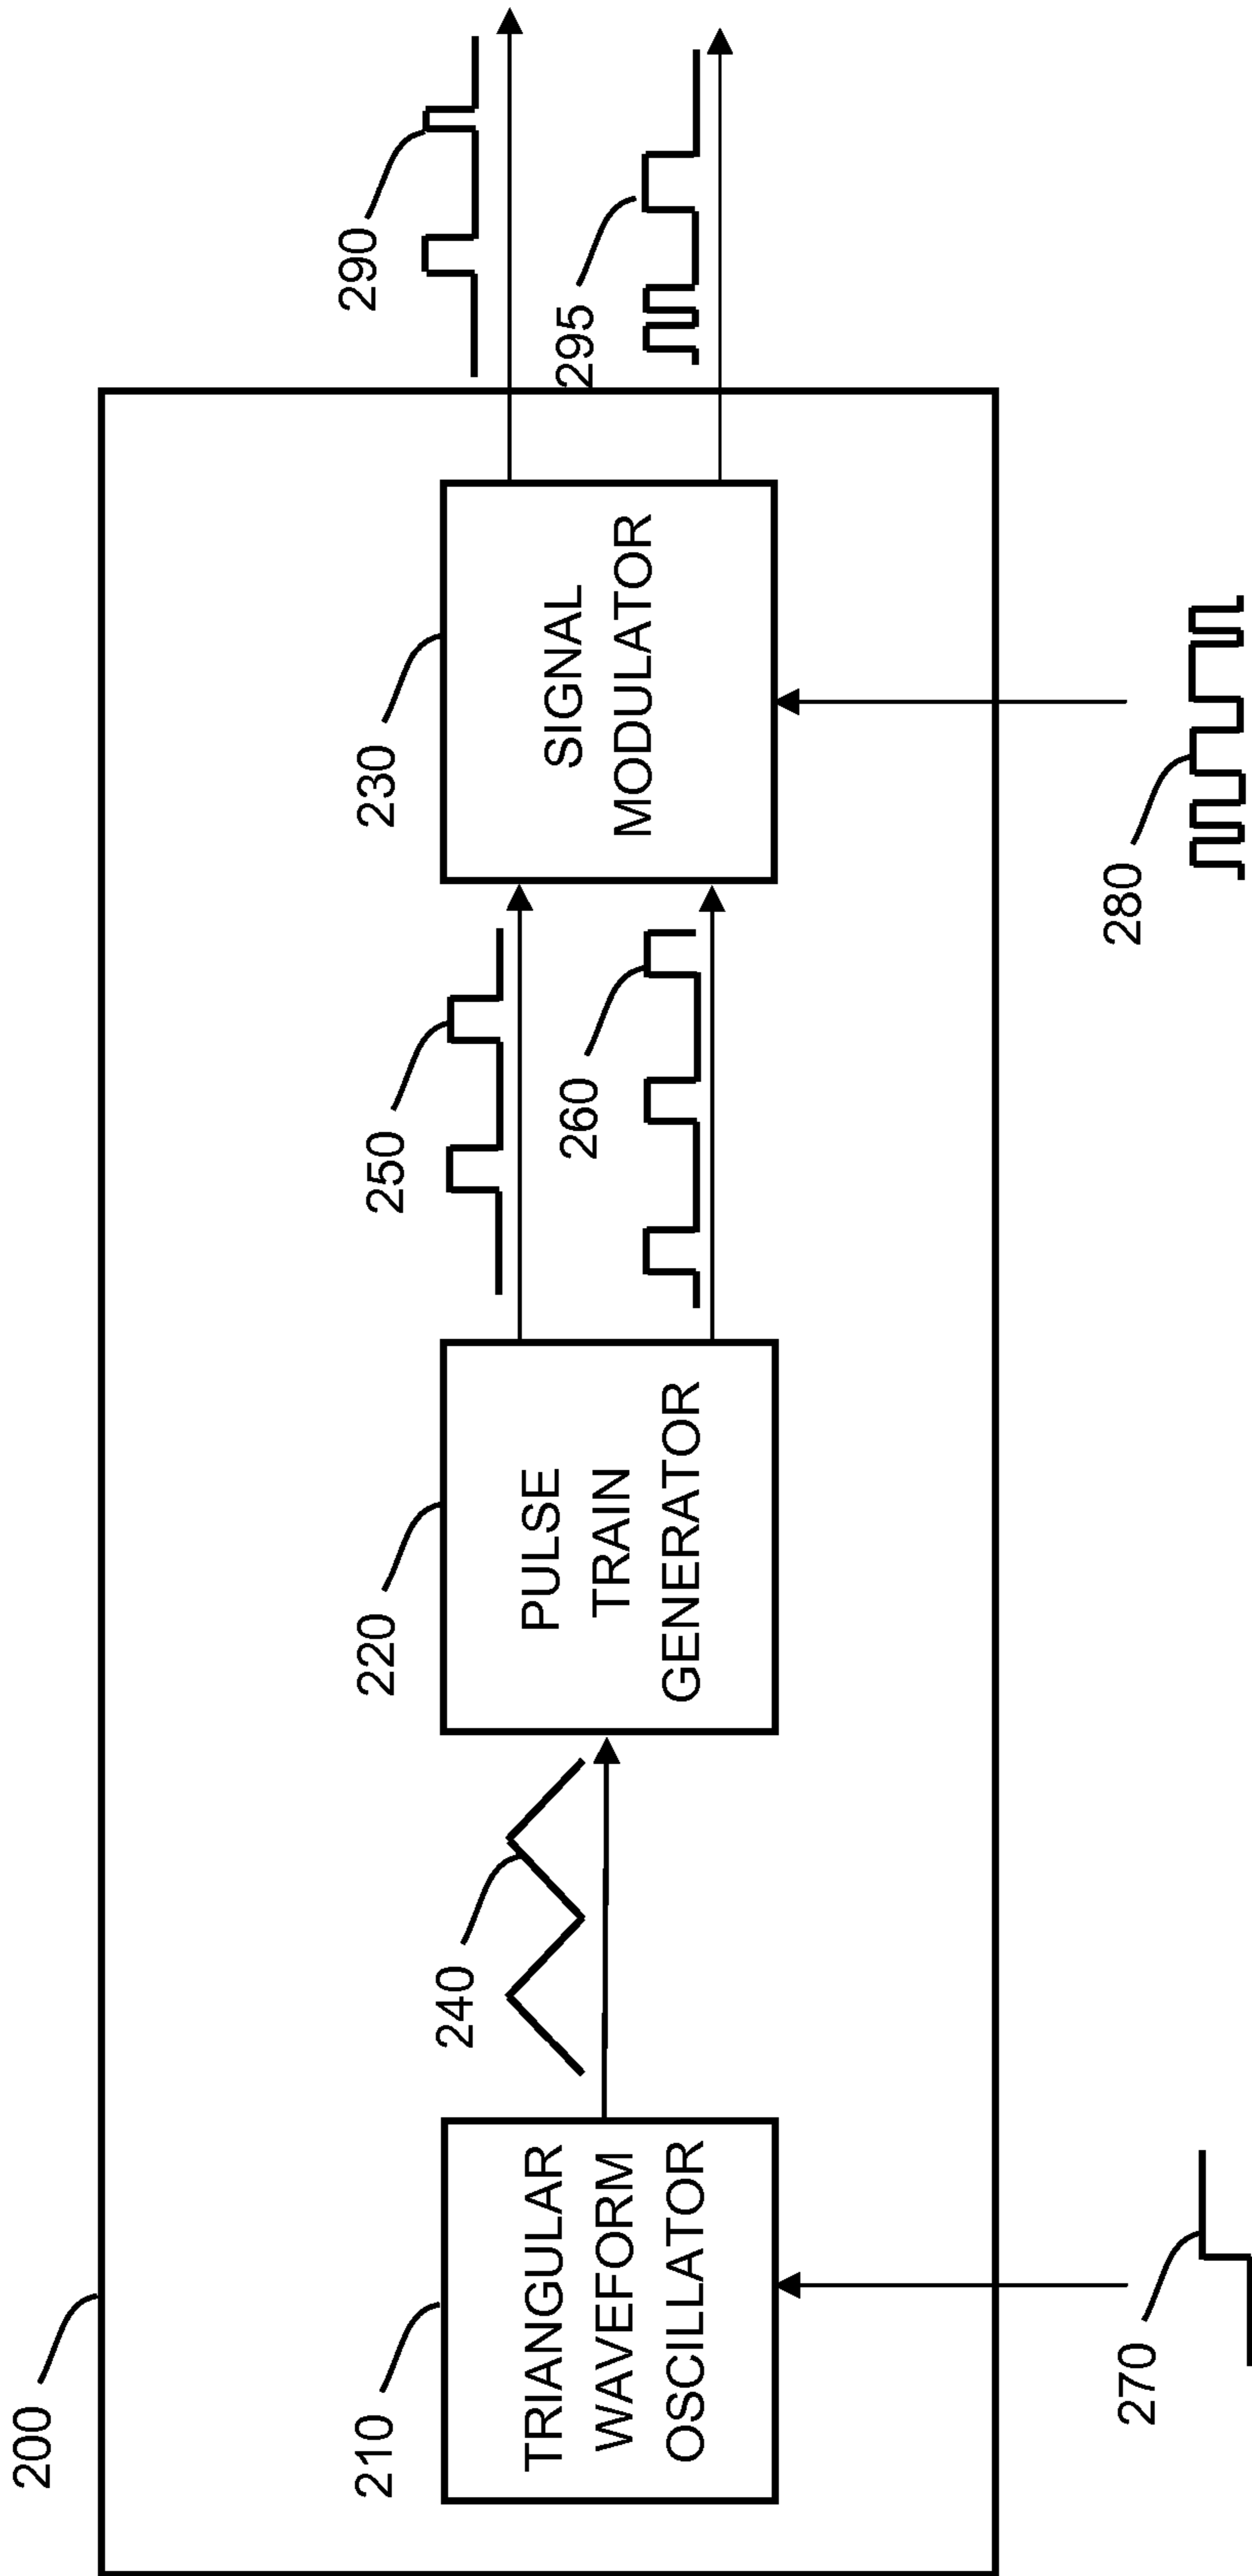 200
210
TRIANGULAR
WAVEFORM
OSCILLATOR
240
220
PULSE
TRAIN
GENERATOR
250
260
230
SIGNAL
MODULATOR
290
295
270
280